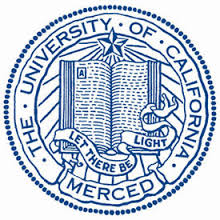 · THE · UNIVERSITY · OF · CALIFORNIA ·
A
LET THERE BE
LIGHT
MERCED